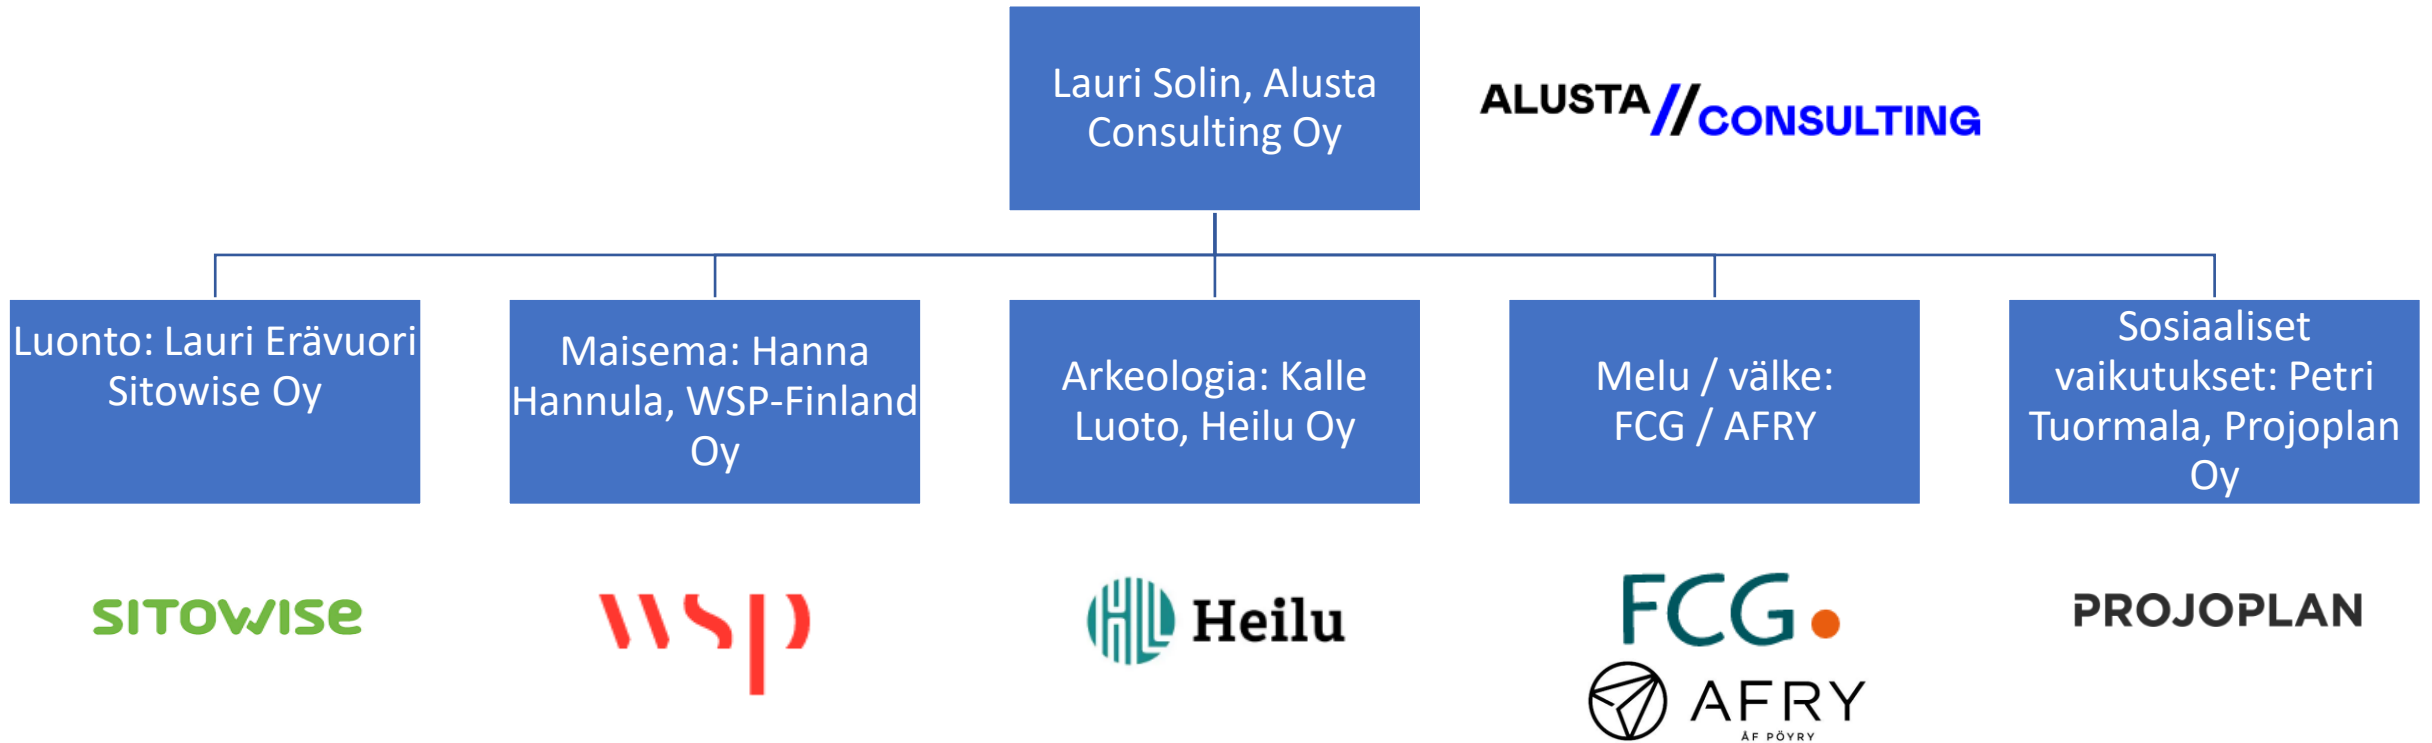 Lauri Solin, Alusta
Consulting Oy
ALUSTA//CONSULTING
Luonto: Lauri Erävuori
Sitowise Oy
Maisema: Hanna
Hannula, WSP-Finland
Oy
Arkeologia: Kalle
Luoto, Heilu Oy
Melu / välke:
FCG / AFRY
Sosiaaliset
vaikutukset: Petri
Tuormala, Projoplan
Oy
SITOWISE
wsp
Heilu
FCG.
AFRY
ÅF PÖYRY
PROJOPLAN